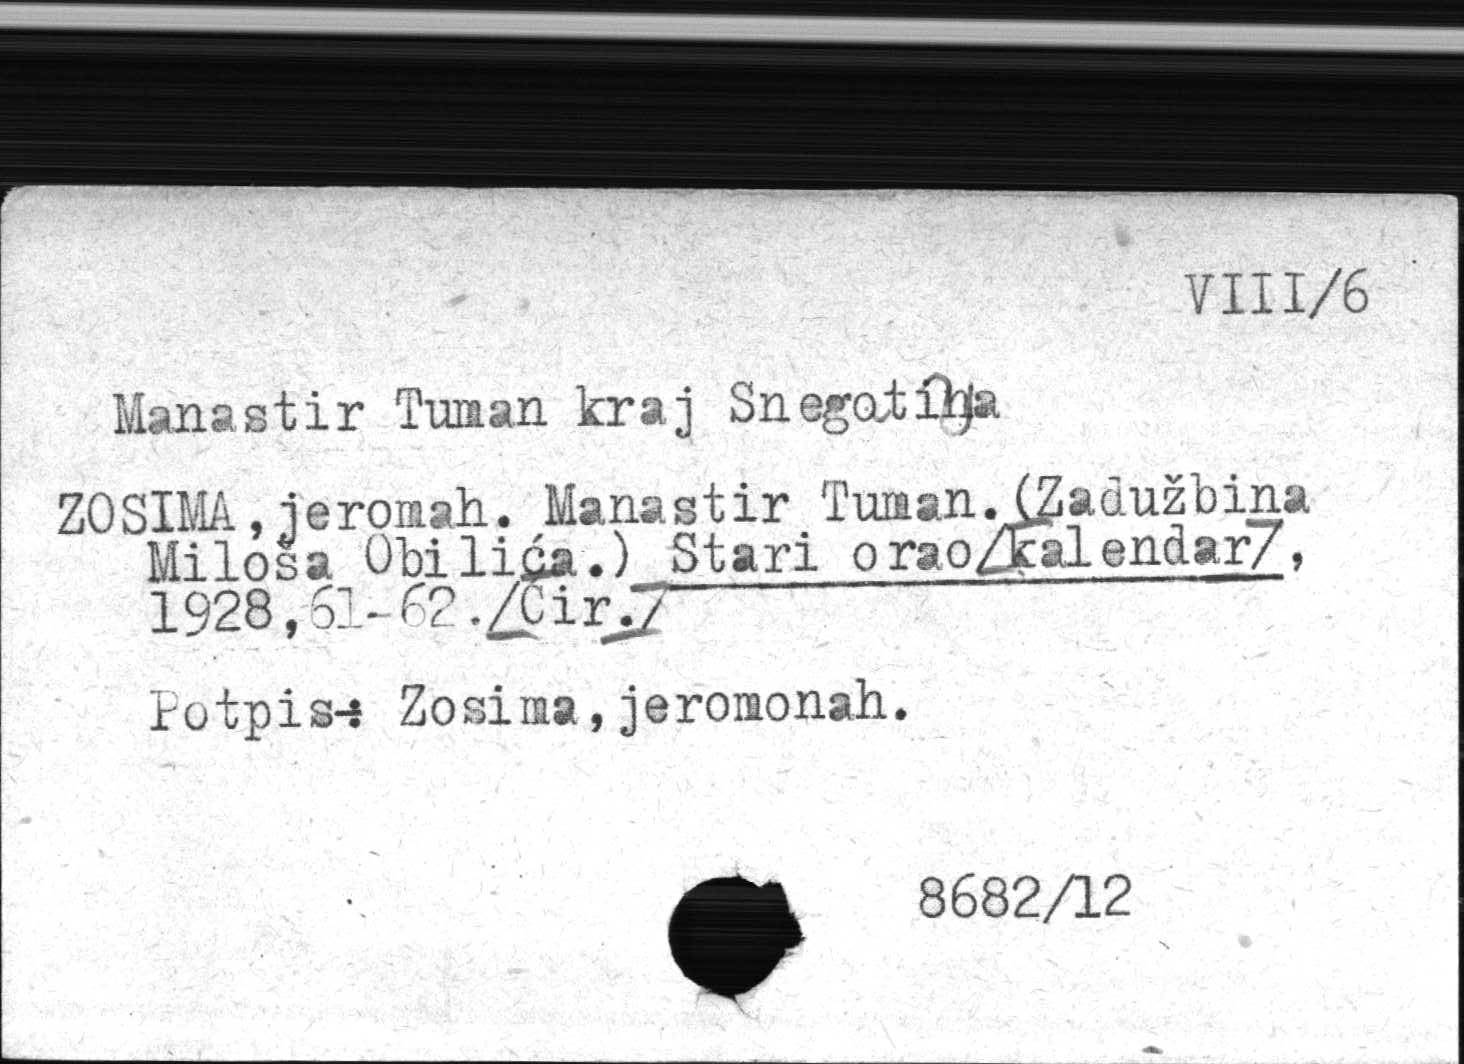 VIII/6
Manastir Tuman kraj
ZOSIMA, jeromah. Manastir Tuman. (Zadužbina
Miloša Obilića.) Stari orao/kalendar/,
1928, 61-62. /Cir./
Potpis: Zosima, jeromonah.
8682/12